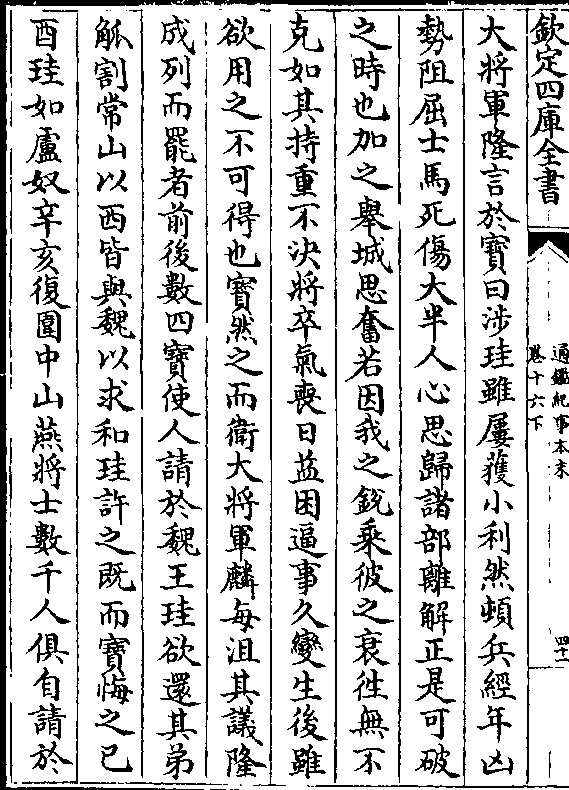 欽定四庫全書
通鑑紀事本末
卷十六下
四十二
大將軍隆言於寳曰涉珪雖屢獲小利然頓兵經年凶
勢阻屈士馬死傷大半人心思歸諸部離解正是可破
之時也加之舉城思奮若因我之鋭乘彼之衰徃無不
克如其持重不決將卒氣喪日益困逼事久變生後雖
欲用之不可得也寳然之而衛大將軍麟每沮其議隆
成列而罷者前後數四寳使人請於魏王珪欲還其弟
觚割常山以西皆與魏以求和珪許之既而寳悔之己
酉珪如盧奴辛亥復圍中山燕將士數千人俱自請於